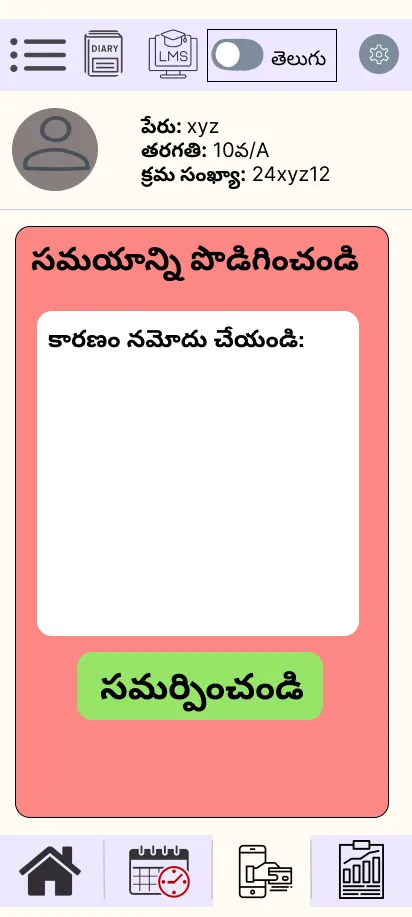 DIARY
LMS
తెలుగు
పేరు: xyz
తరగతి: 10వ/A
క్రమ సంఖ్యా: 24xyz12
సమయాన్ని పొడిగించండి
కారణం నమోదు చేయండి:
సమర్పించండి